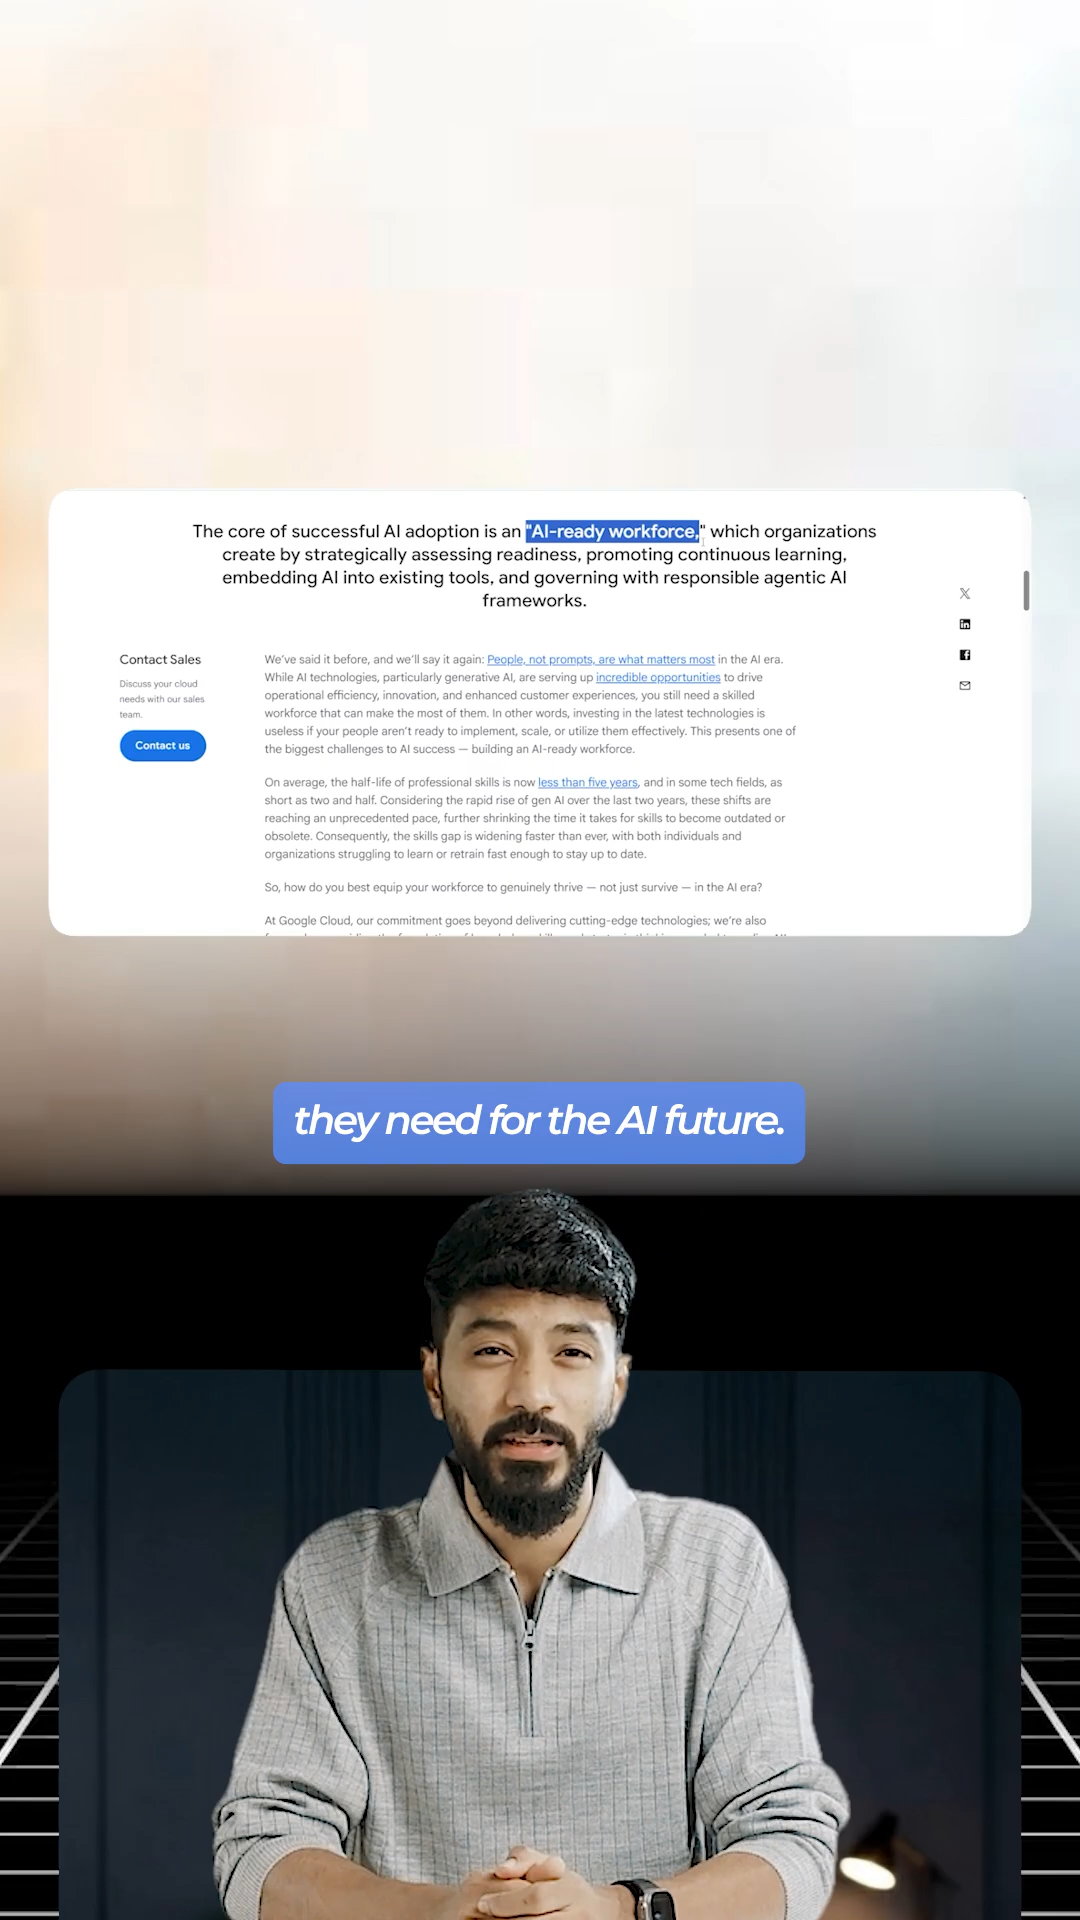 The core of successful AI adoption is an "AI-ready workforce," which organizations
create by strategically assessing readiness, promoting continuous learning,
embedding AI into existing tools, and governing with responsible agentic AI
frameworks.
Contact Sales
Discuss your cloud
needs with our sales
team.
Contact us
We've said it before, and we'll say it again: People, not prompts, are what matters most in the AI era.
While AI technologies, particularly generative AI, are serving up incredible opportunities to drive
operational efficiency, innovation, and enhanced customer experiences, you still need a skilled
workforce that can make the most of them. In other words, investing in the latest technologies is
useless if your people aren't ready to implement, scale, or utilize them effectively. This presents one of
the biggest challenges to AI success — building an AI-ready workforce.
On average, the half-life of professional skills is now less than five years, and in some tech fields, as
short as two and half. Considering the rapid rise of gen AI over the last two years, these shifts are
reaching an unprecedented pace, further shrinking the time it takes for skills to become outdated or
obsolete. Consequently, the skills gap is widening faster than ever, with both individuals and
organizations struggling to learn or retrain fast enough to stay up to date.
So, how do you best equip your workforce to genuinely thrive — not just survive — in the AI era?
At Google Cloud, our commitment goes beyond delivering cutting-edge technologies; we're also
they need for the AI future.